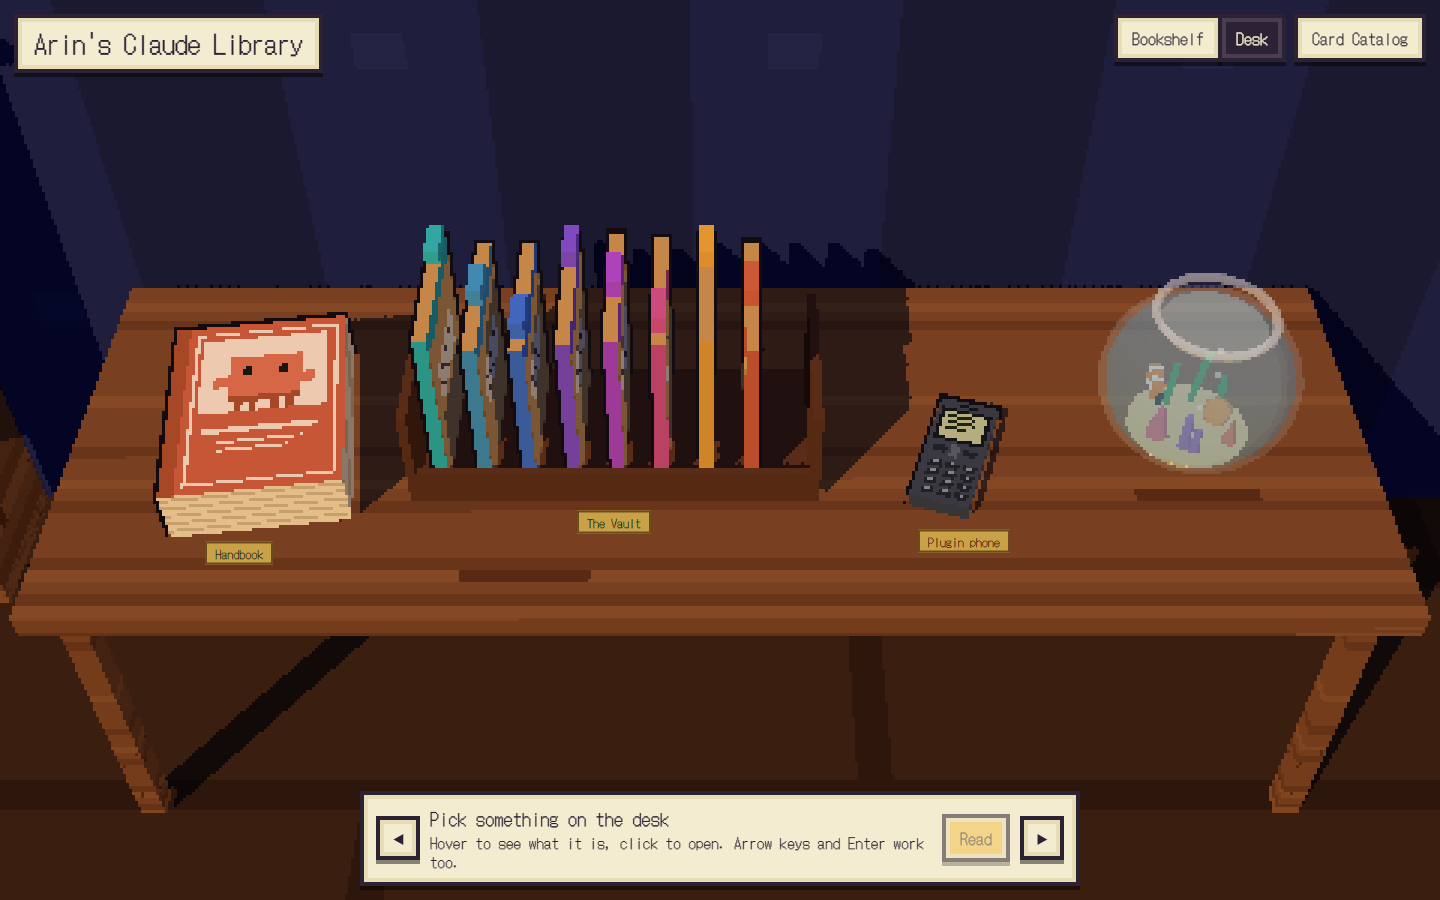 Arin's Claude Library
Bookshelf
Desk
Card Catalog
Handbook
The Vault
Plugin phone
◄
Pick something on the desk
Hover to see what it is, click to open. Arrow keys and Enter work
too.
Read
►